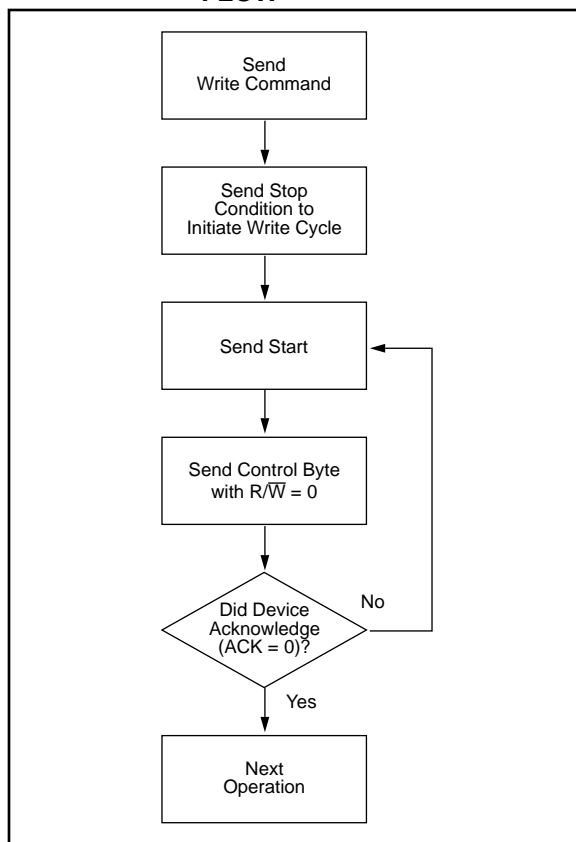 FLOW
Send
Write Command
Send Stop
Condition to
Initiate Write Cycle
Send Start
Send Control Byte
with R/W̅ = 0
Did Device
Acknowledge
(ACK = 0)?
No
Yes
Next
Operation